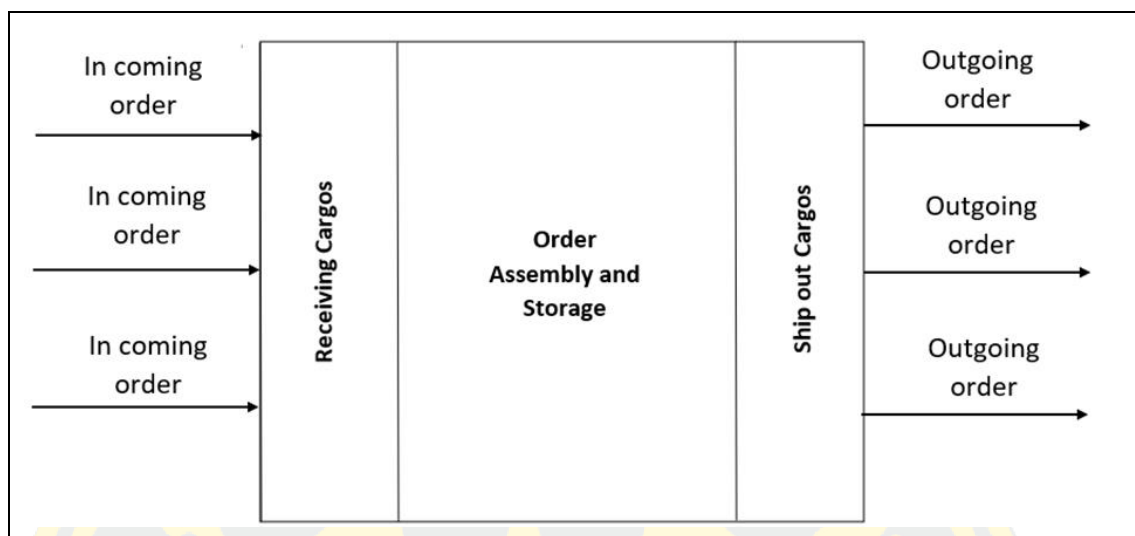 In coming
order
In coming
order
In coming
order
Receiving Cargos
Order
Assembly and
Storage
Ship out Cargos
Outgoing
order
Outgoing
order
Outgoing
order